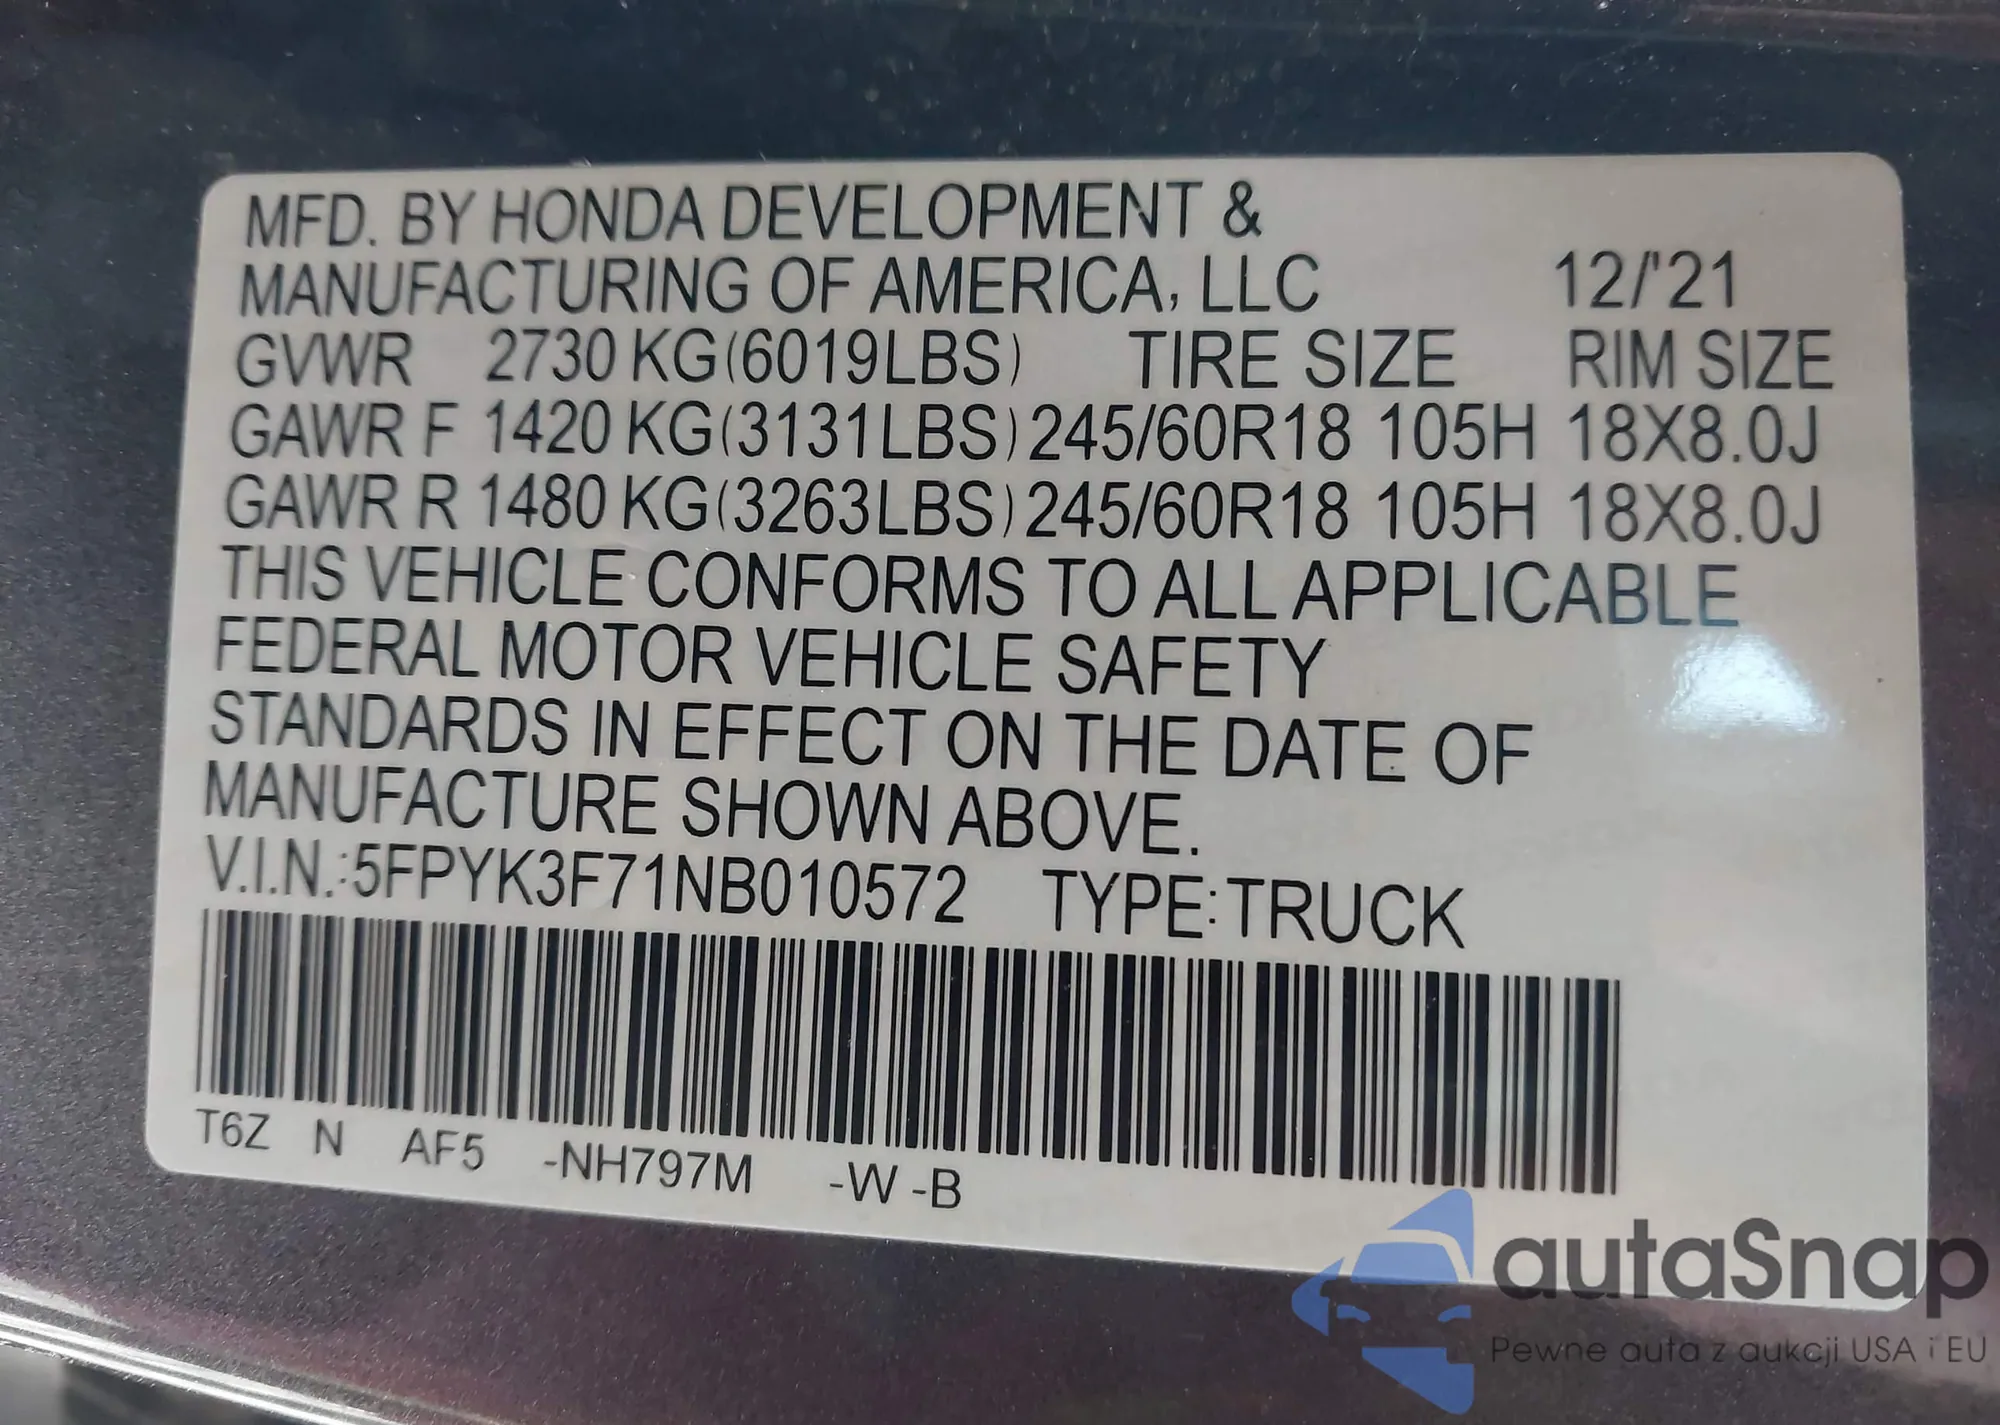 MFD. BY HONDA DEVELOPMENT &
MANUFACTURING OF AMERICA, LLC 12/'21
GVWR 2730 KG(6019LBS) TIRE SIZE RIM SIZE
GAWR F 1420 KG(3131LBS) 245/60R18 105H 18X8.0J
GAWR R 1480 KG(3263LBS) 245/60R18 105H 18X8.0J
THIS VEHICLE CONFORMS TO ALL APPLICABLE
FEDERAL MOTOR VEHICLE SAFETY
STANDARDS IN EFFECT ON THE DATE OF
MANUFACTURE SHOWN ABOVE.
V.I.N.:5FPYK3F71NB010572 TYPE:TRUCK
T6Z N AF5 -NH797M -W -B
autaSnap
Pewne auta z aukcji USA i EU